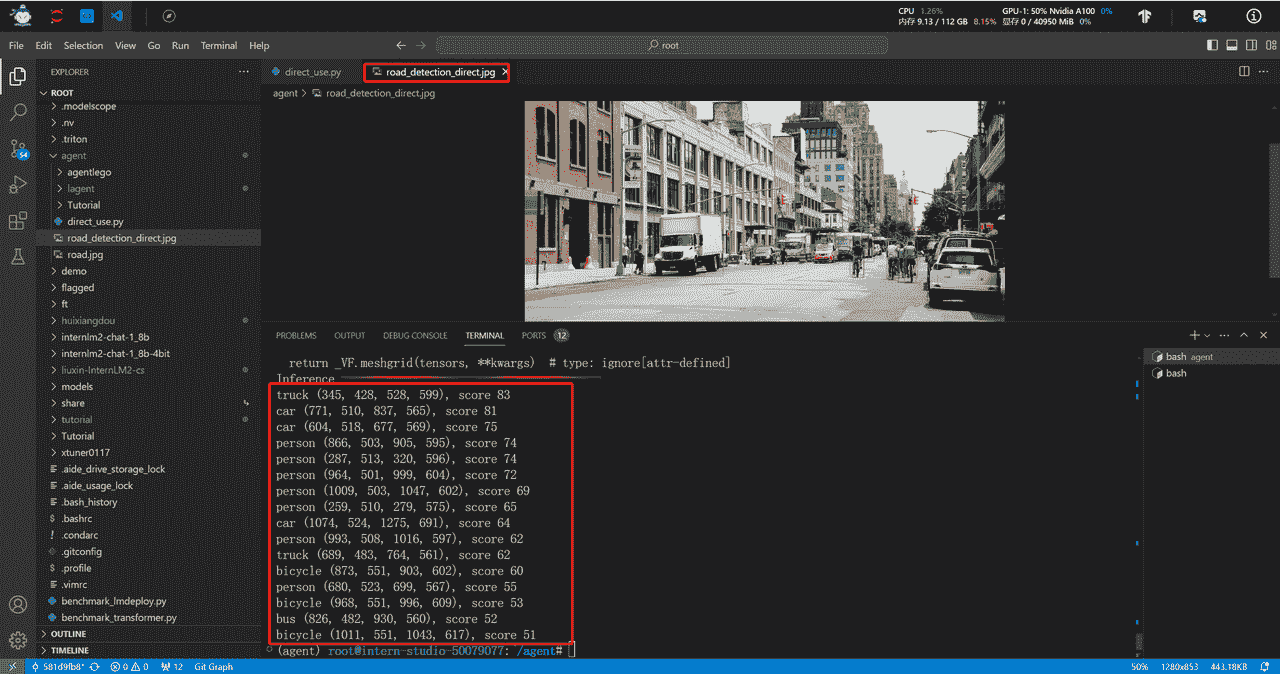 CPU 1.26%
GPU-1: 50% Nvidia A100 0%
内存 9.13 / 112 GB 8.15%
显存 0 / 40950 MiB 0%
File Edit Selection View Go Run Terminal Help
root
EXPLORER
direct_use.py
road_detection_direct.jpg
ROOT
agent
road_detection_direct.jpg
.modelscope
.nv
.triton
agent
agentlego
lagent
Tutorial
direct_use.py
road_detection_direct.jpg
road.jpg
demo
flagged
ft
huixiangdou
internlm2-chat-1_8b
internlm2-chat-1_8b-4bit
liuxin-InternLM2-cs
models
share
tutorial
Tutorial
xtuner0117
.aide_drive_storage_lock
.aide_usage_lock
.bash_history
.bashrc
.condarc
.gitconfig
.profile
.vimrc
benchmark_lmdeploy.py
benchmark_transformer.py
OUTLINE
TIMELINE
54
PROBLEMS OUTPUT DEBUG CONSOLE TERMINAL PORTS 12
return _VF.meshgrid(tensors, **kwargs)  # type: ignore[attr-defined]
Inference
truck (345, 428, 528, 599), score 83
car (771, 510, 837, 565), score 81
car (604, 518, 677, 569), score 75
person (866, 503, 905, 595), score 74
person (287, 513, 320, 596), score 74
person (964, 501, 999, 604), score 72
person (1009, 503, 1047, 602), score 69
person (259, 510, 279, 575), score 65
car (1074, 524, 1275, 691), score 64
person (993, 508, 1016, 597), score 62
truck (689, 483, 764, 561), score 62
bicycle (873, 551, 903, 602), score 60
person (680, 523, 699, 567), score 55
bicycle (968, 551, 996, 609), score 53
bus (826, 482, 930, 560), score 52
bicycle (1011, 551, 1043, 617), score 51
(agent) root@intern-studio-50079077:~/agent#
bash agent
bash
581d9fb8* 0 0 12 Git Graph
50% 1280x853 443.18KB